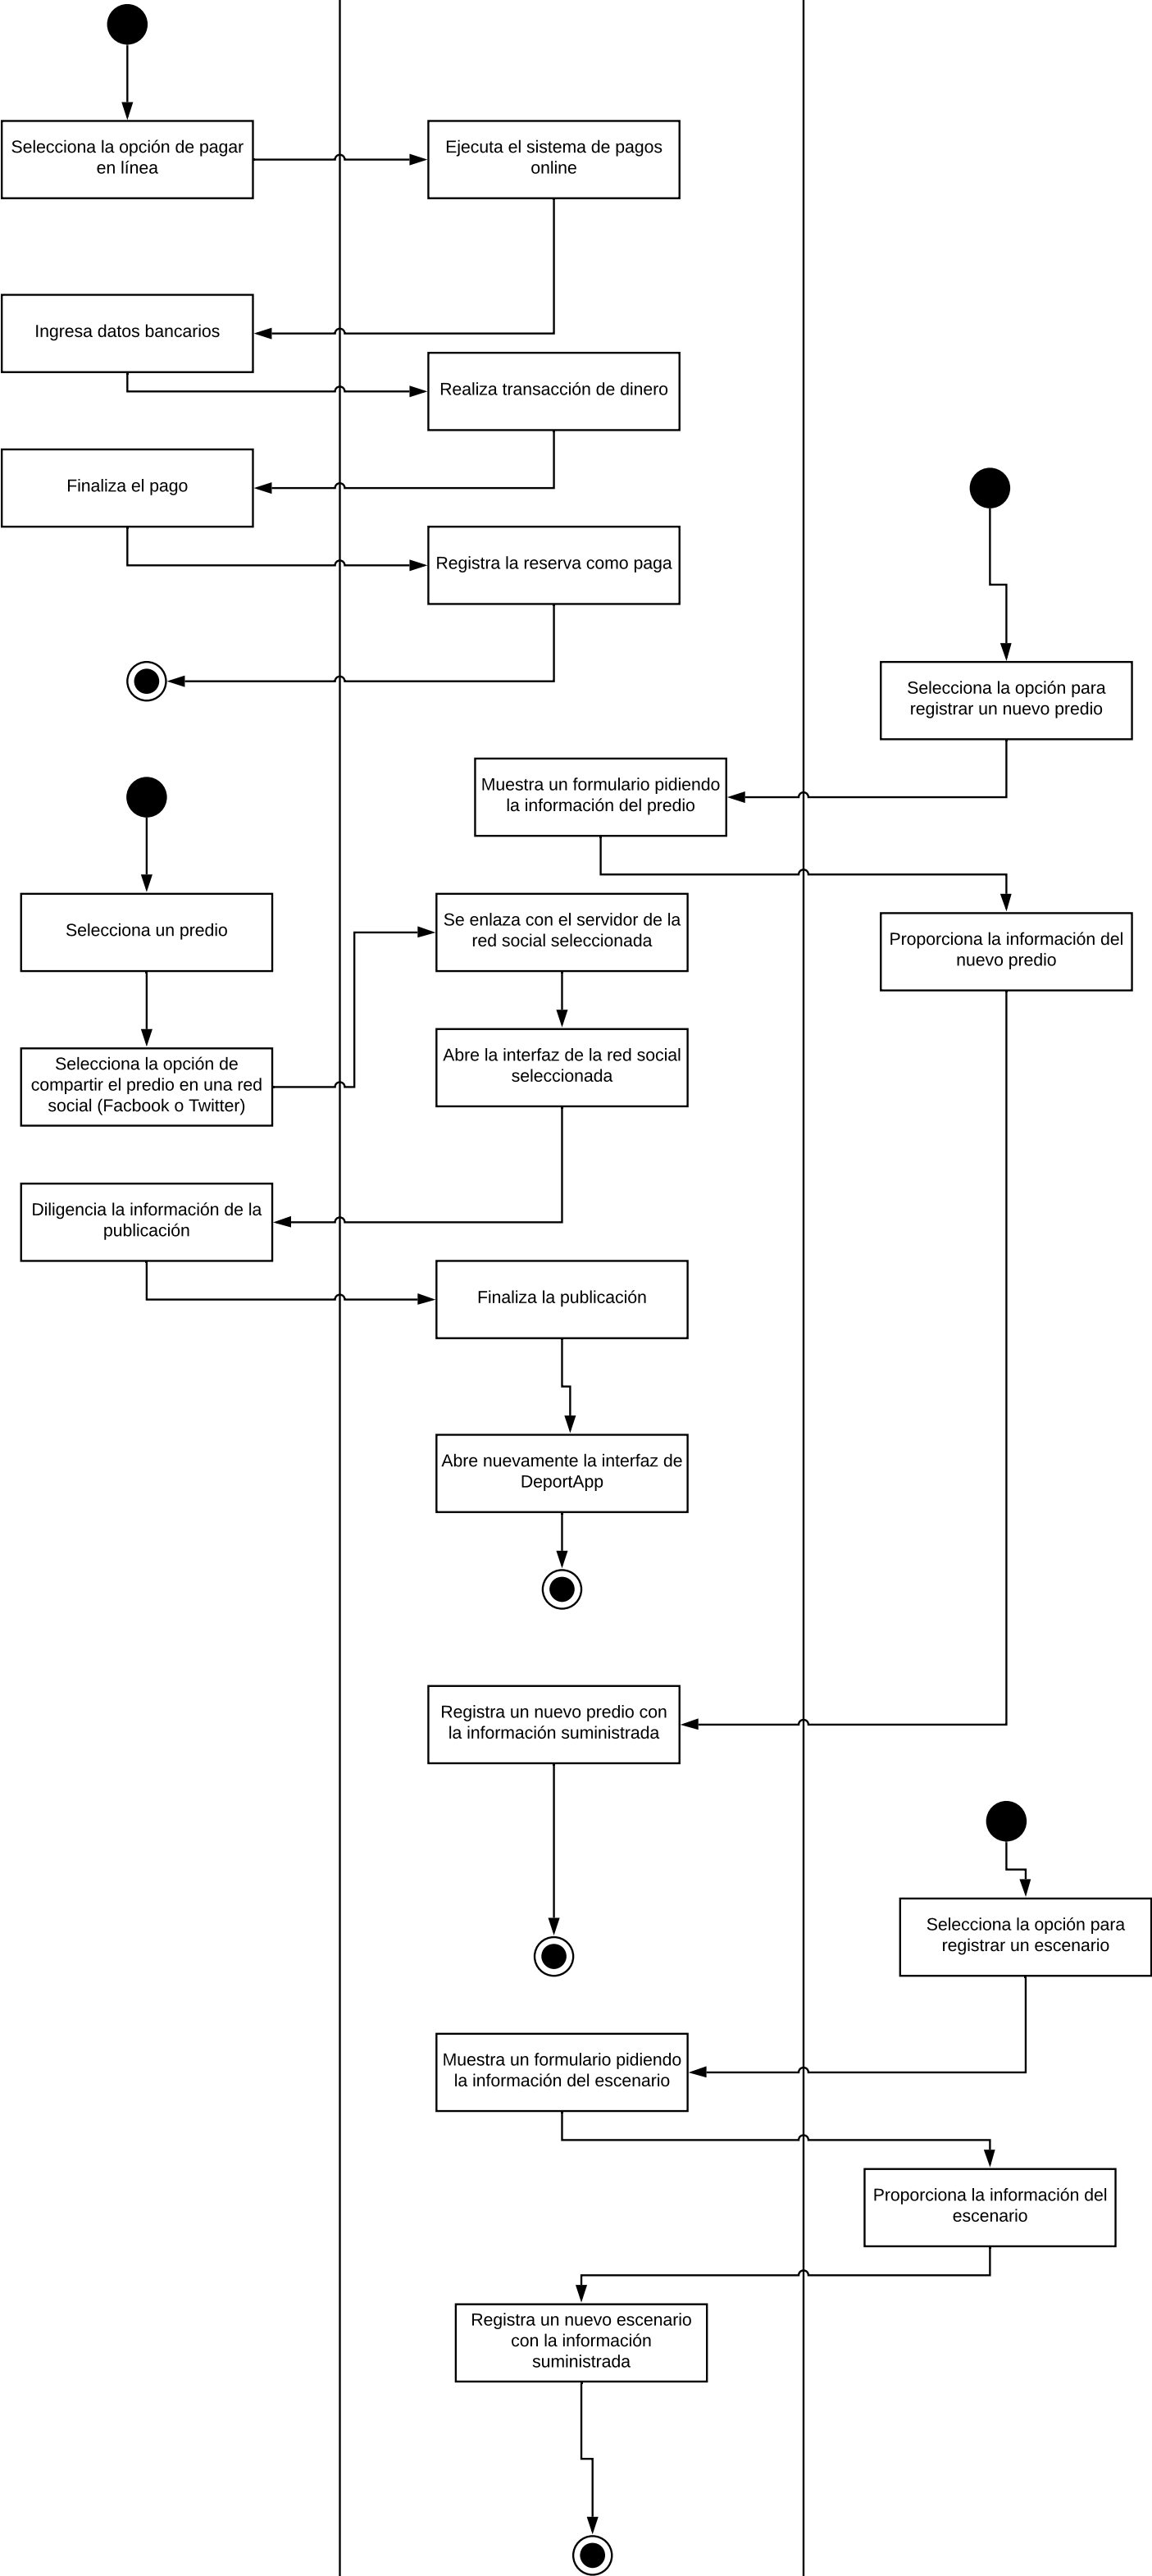 Selecciona la opción de pagar
en línea
Ejecuta el sistema de pagos
online
Ingresa datos bancarios
Realiza transacción de dinero
Finaliza el pago
Registra la reserva como paga
Selecciona la opción para
registrar un nuevo predio
Muestra un formulario pidiendo
la información del predio
Selecciona un predio
Se enlaza con el servidor de la
red social seleccionada
Proporciona la información del
nuevo predio
Selecciona la opción de
compartir el predio en una red
social (Facbook o Twitter)
Abre la interfaz de la red social
seleccionada
Diligencia la información de la
publicación
Finaliza la publicación
Abre nuevamente la interfaz de
DeportApp
Registra un nuevo predio con
la información suministrada
Selecciona la opción para
registrar un escenario
Muestra un formulario pidiendo
la información del escenario
Proporciona la información del
escenario
Registra un nuevo escenario
con la información
suministrada